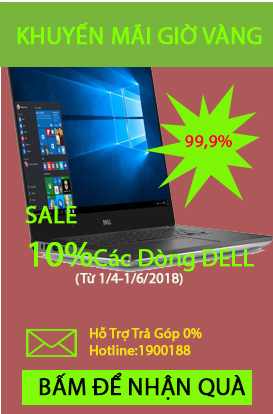 KHUYẾN MÃI GIỜ VÀNG
99,9%
SALE
10% Các Dòng DELL
(Từ 1/4-1/6/2018)
Hỗ Trợ Trả Góp 0%
Hotline:1900188
BẤM ĐỂ NHẬN QUÀ